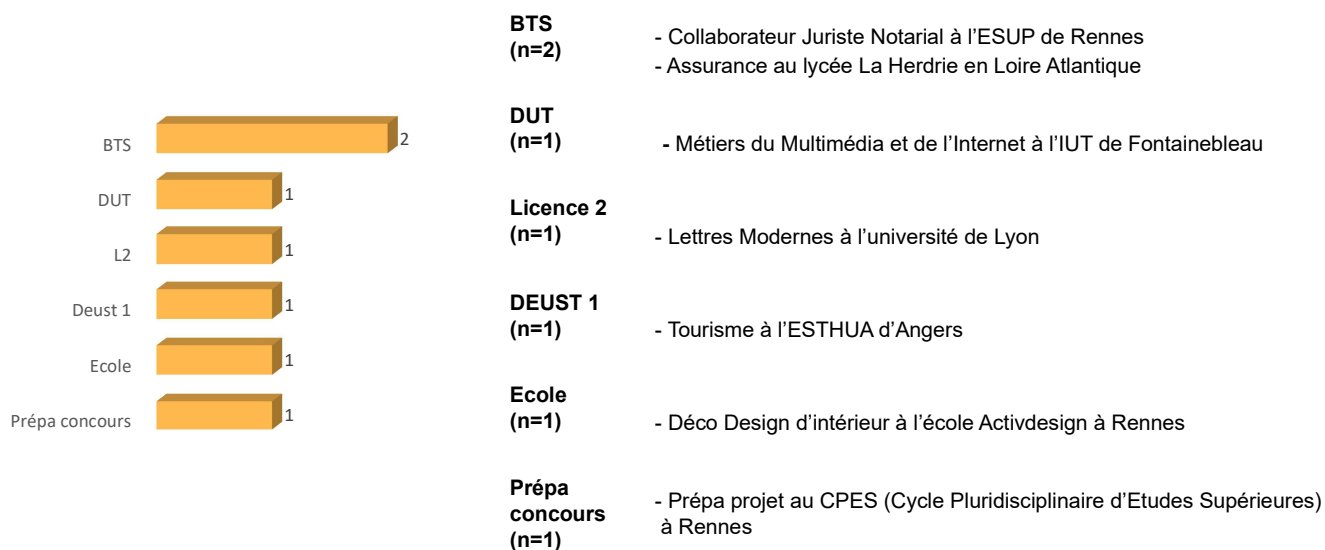 BTS
2
DUT
1
L2
1
Deust 1
1
Ecole
1
Prépa concours
1
BTS
(n=2)
- Collaborateur Juriste Notarial à l’ESUP de Rennes
- Assurance au lycée La Herdrie en Loire Atlantique
DUT
(n=1)
- Métiers du Multimédia et de l’Internet à l’IUT de Fontainebleau
Licence 2
(n=1)
- Lettres Modernes à l’université de Lyon
DEUST 1
(n=1)
- Tourisme à l’ESTHUA d’Angers
Ecole
(n=1)
- Déco Design d’intérieur à l’école Activdesign à Rennes
Prépa
concours
(n=1)
- Prépa projet au CPES (Cycle Pluridisciplinaire d’Etudes Supérieures)
à Rennes